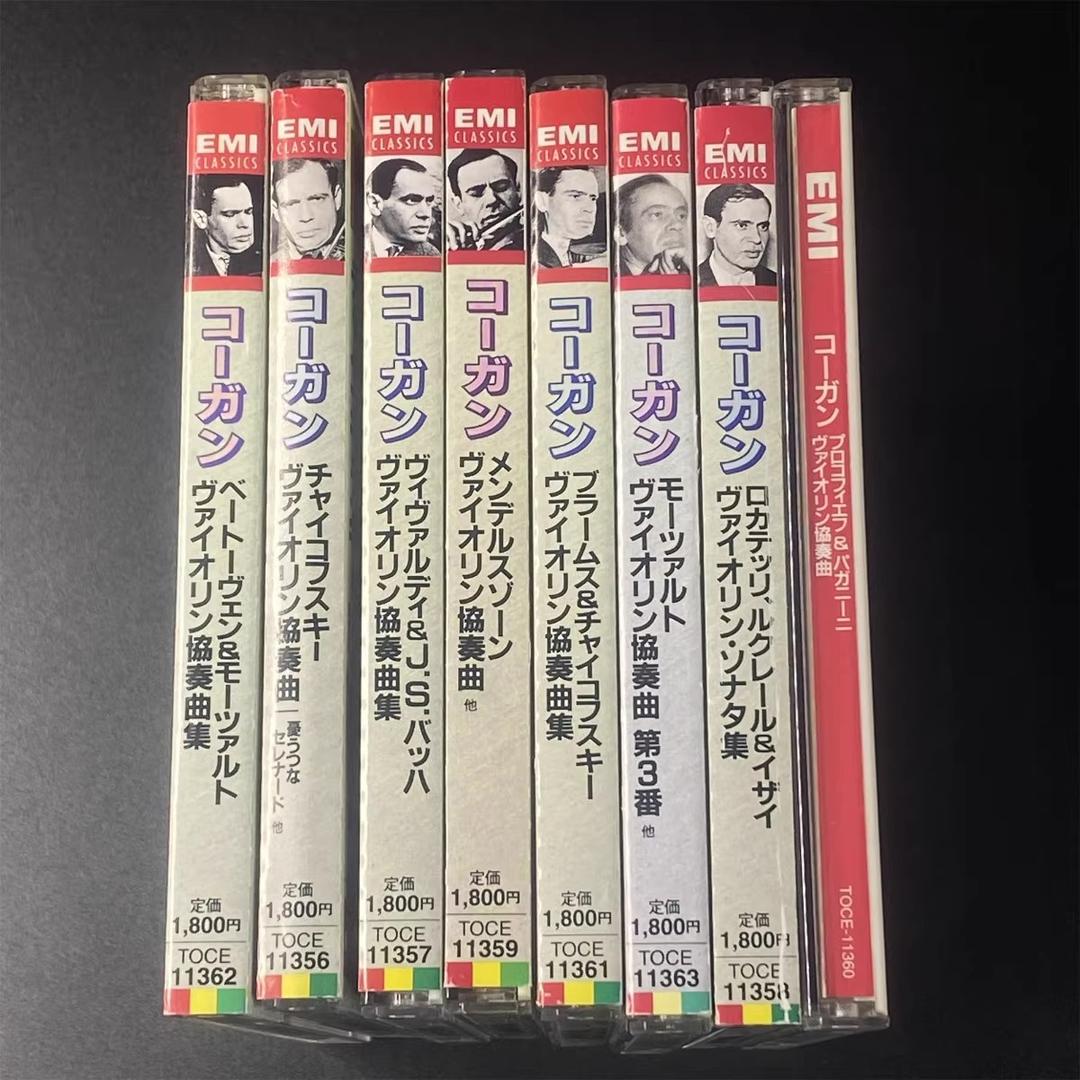 EMI
CLASSICS
コーガン
ベートーヴェン&モーツァルト
ヴァイオリン協奏曲集
定価
1,800円
TOCE
11362
EMI
CLASSICS
コーガン
チャイコフスキー
ヴァイオリン協奏曲
憂うつな
セレナード
他
定価
1,800円
TOCE
11356
EMI
CLASSICS
コーガン
ヴィヴァルディ&J.S.バッハ
ヴァイオリン協奏曲集
定価
1,800円
TOCE
11357
EMI
CLASSICS
コーガン
メンデルスゾーン
ヴァイオリン協奏曲 他
定価
1,800円
TOCE
11359
EMI
CLASSICS
コーガン
ブラームス&チャイコフスキー
ヴァイオリン協奏曲集
定価
1,800円
TOCE
11361
EMI
CLASSICS
コーガン
モーツァルト
ヴァイオリン協奏曲 第3番 他
定価
1,800円
TOCE
11363
EMI
CLASSICS
コーガン
ロカテッリ、ルクレール&イザイ
ヴァイオリン・ソナタ集
定価
1,800円
TOCE
11358
EMI
コーガン
プロコフィエフ&パガニーニ
ヴァイオリン協奏曲
TOCE-11360